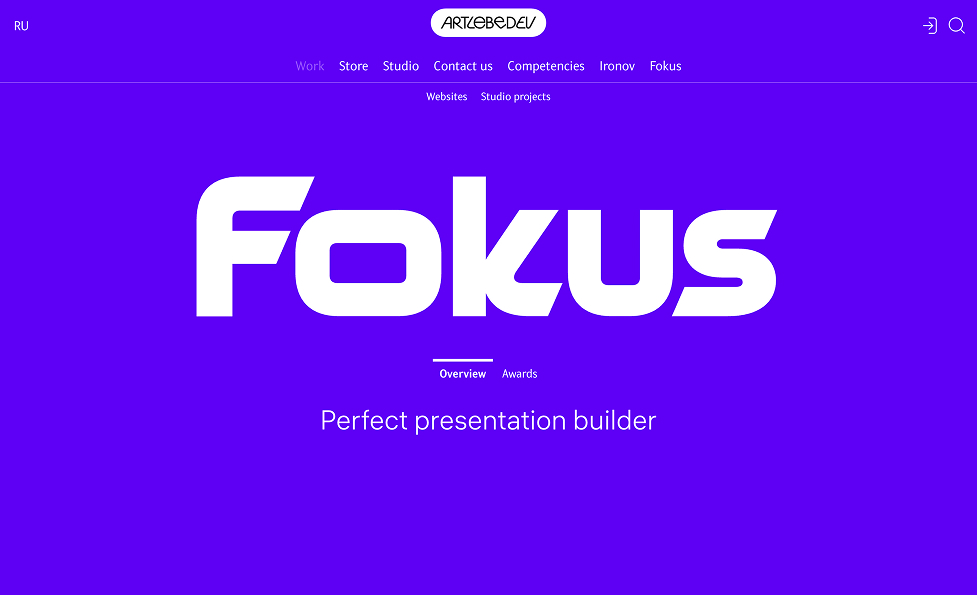 RU
ARTLEBEDEV
Work Store Studio Contact us Competencies Ironov Fokus
Websites Studio projects
Fokus
Overview Awards
Perfect presentation builder